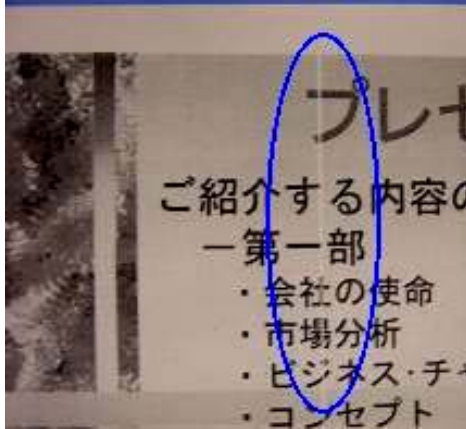 プレ
ご紹介する内容の
－第一部
・会社の使命
・市場分析
・ビジネス・チ
・コンセプト